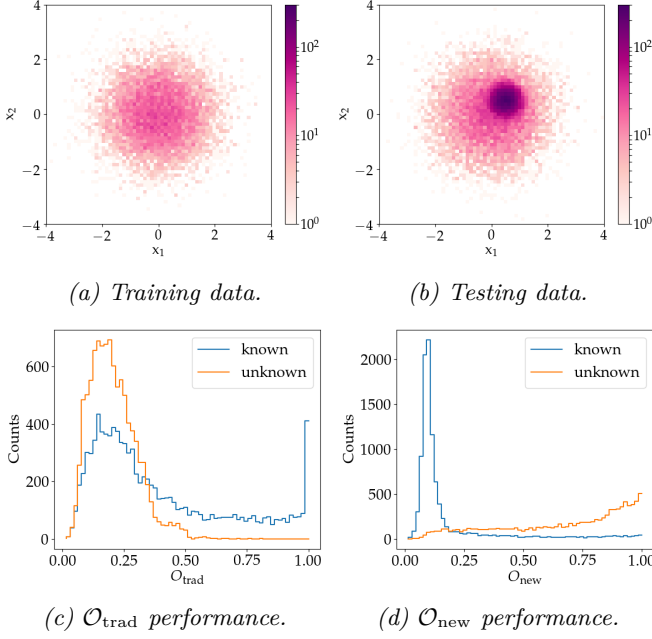 4
2
0
−2
−4
x₂
−4 −2 0 2 4
x₁
10²
10¹
10⁰
(a) Training data.
4
2
0
−2
−4
x₂
−4 −2 0 2 4
x₁
10²
10¹
10⁰
(b) Testing data.
600
400
200
0
Counts
known
unknown
0.00 0.25 0.50 0.75 1.00
O_trad
(c) 𝒪_trad performance.
2000
1500
1000
500
0
Counts
known
unknown
0.00 0.25 0.50 0.75 1.00
O_new
(d) 𝒪_new performance.